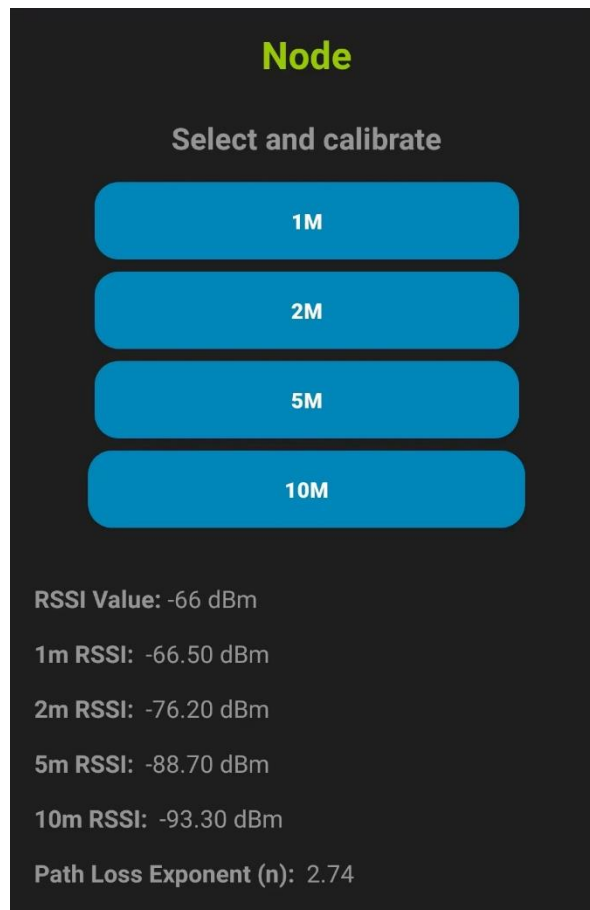 Node
Select and calibrate
1M
2M
5M
10M
RSSI Value: -66 dBm
1m RSSI: -66.50 dBm
2m RSSI: -76.20 dBm
5m RSSI: -88.70 dBm
10m RSSI: -93.30 dBm
Path Loss Exponent (n): 2.74